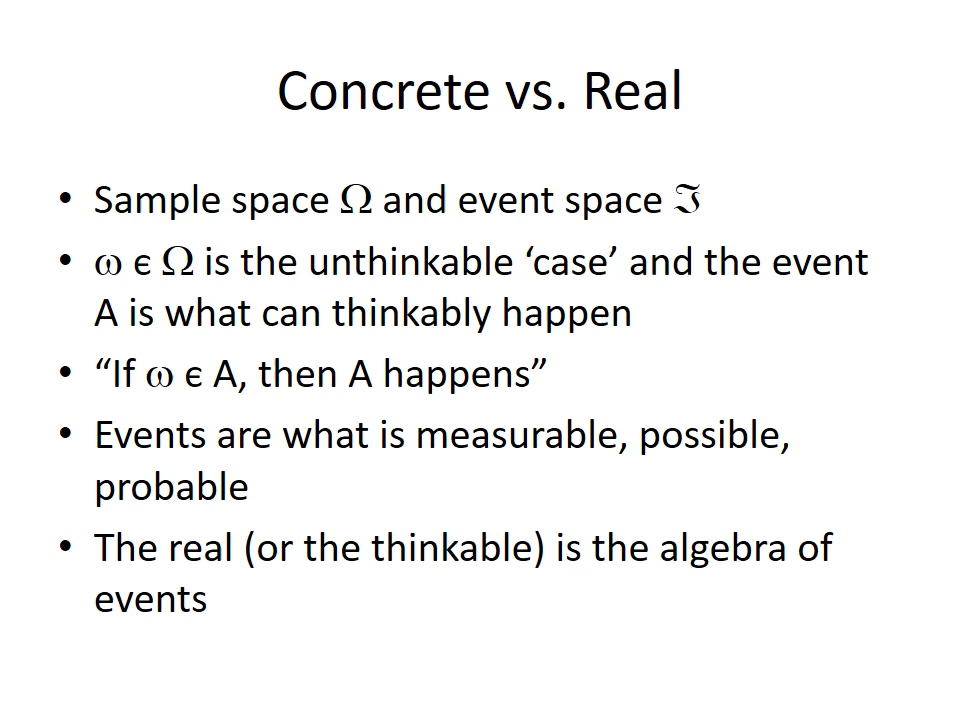 Concrete vs. Real
• Sample space Ω and event space ℑ
• ω є Ω is the unthinkable ‘case’ and the event
A is what can thinkably happen
• “If ω є A, then A happens”
• Events are what is measurable, possible,
probable
• The real (or the thinkable) is the algebra of
events